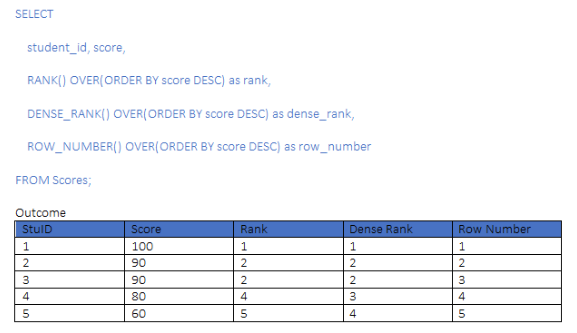 SELECT
student_id, score,
RANK() OVER(ORDER BY score DESC) as rank,
DENSE_RANK() OVER(ORDER BY score DESC) as dense_rank,
ROW_NUMBER() OVER(ORDER BY score DESC) as row_number
FROM Scores;
Outcome
StuID Score Rank Dense Rank Row Number
1 100 1 1 1
2 90 2 2 2
3 90 2 2 3
4 80 4 3 4
5 60 5 4 5